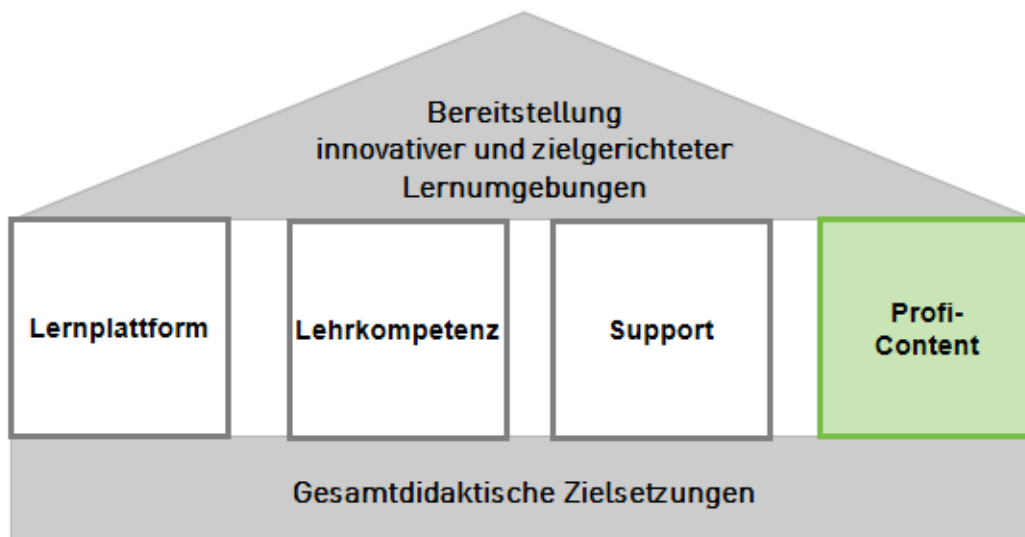 Bereitstellung
innovativer und zielgerichteter
Lernumgebungen
Lernplattform
Lehrkompetenz
Support
Profi-
Content
Gesamtdidaktische Zielsetzungen